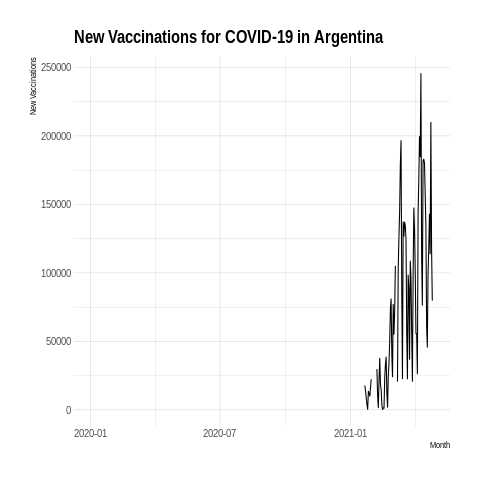 New Vaccinations for COVID-19 in Argentina
New Vaccinations
250000
200000
150000
100000
50000
0
2020-01 2020-07 2021-01
Month